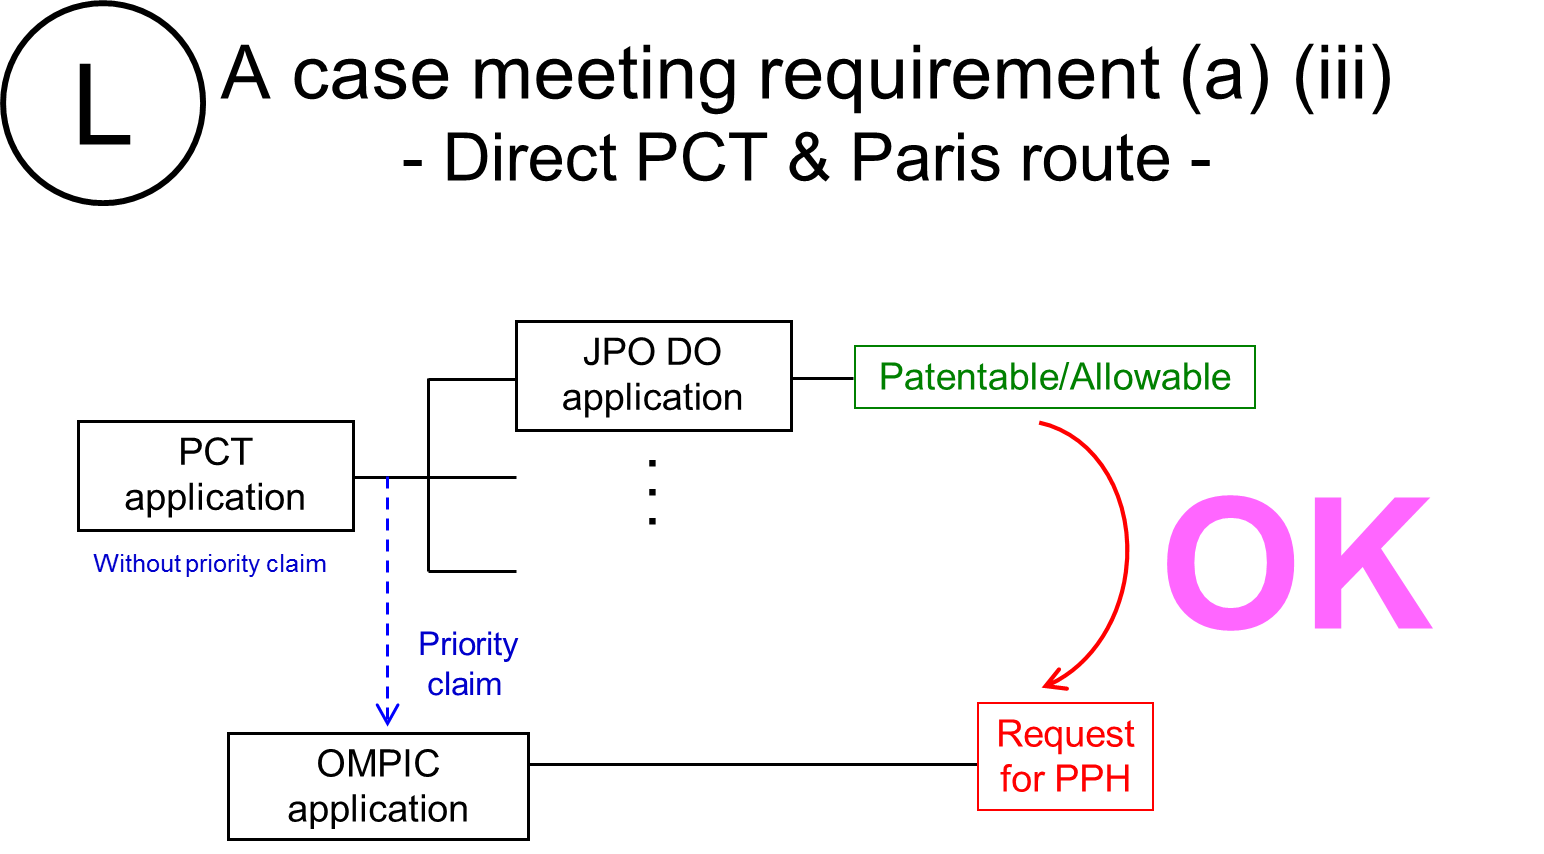 L
A case meeting requirement (a) (iii)
- Direct PCT & Paris route -
JPO DO
application
Patentable/Allowable
PCT
application
Without priority claim
OK
Priority
claim
Request
for PPH
OMPIC
application